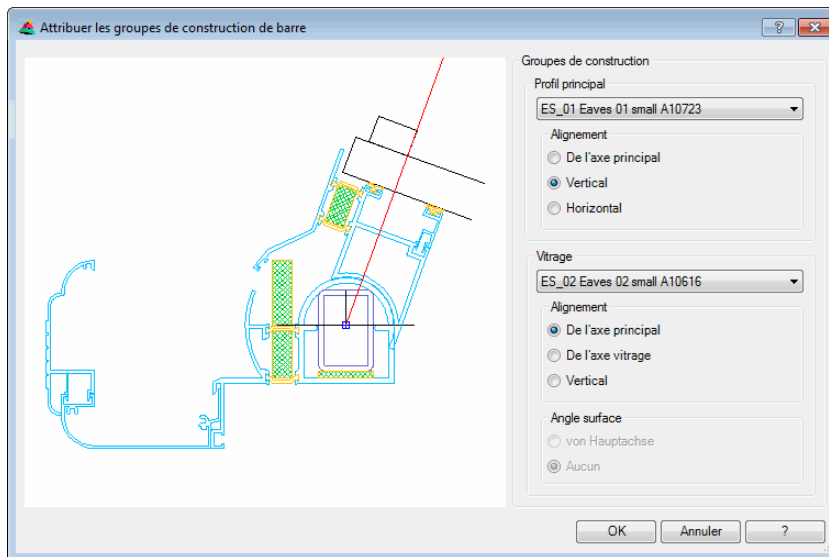 Attribuer les groupes de construction de barre
?
Groupes de construction
Profil principal
ES_01 Eaves 01 small A10723
Alignement
De l'axe principal
Vertical
Horizontal
Vitrage
ES_02 Eaves 02 small A10616
Alignement
De l'axe principal
De l'axe vitrage
Vertical
Angle surface
von Hauptachse
Aucun
OK Annuler ?